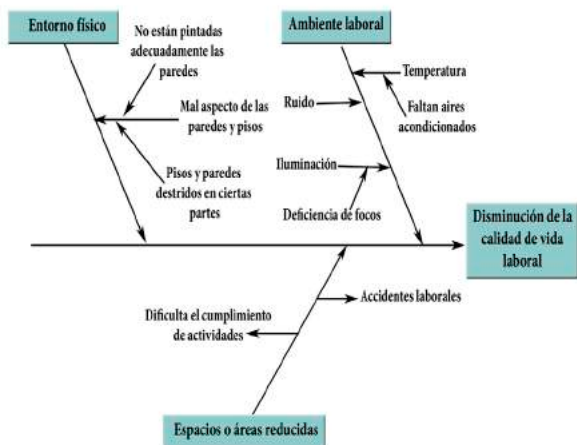 Entorno físico
No están pintadas
adecuadamente las
paredes
Mal aspecto de las
paredes y pisos
Pisos y paredes
destridos en ciertas
partes
Ambiente laboral
Temperatura
Faltan aires
acondicionados
Ruido
Iluminación
Deficiencia de focos
Disminución de la
calidad de vida
laboral
Accidentes laborales
Dificulta el cumplimiento
de actividades
Espacios o áreas reducidas